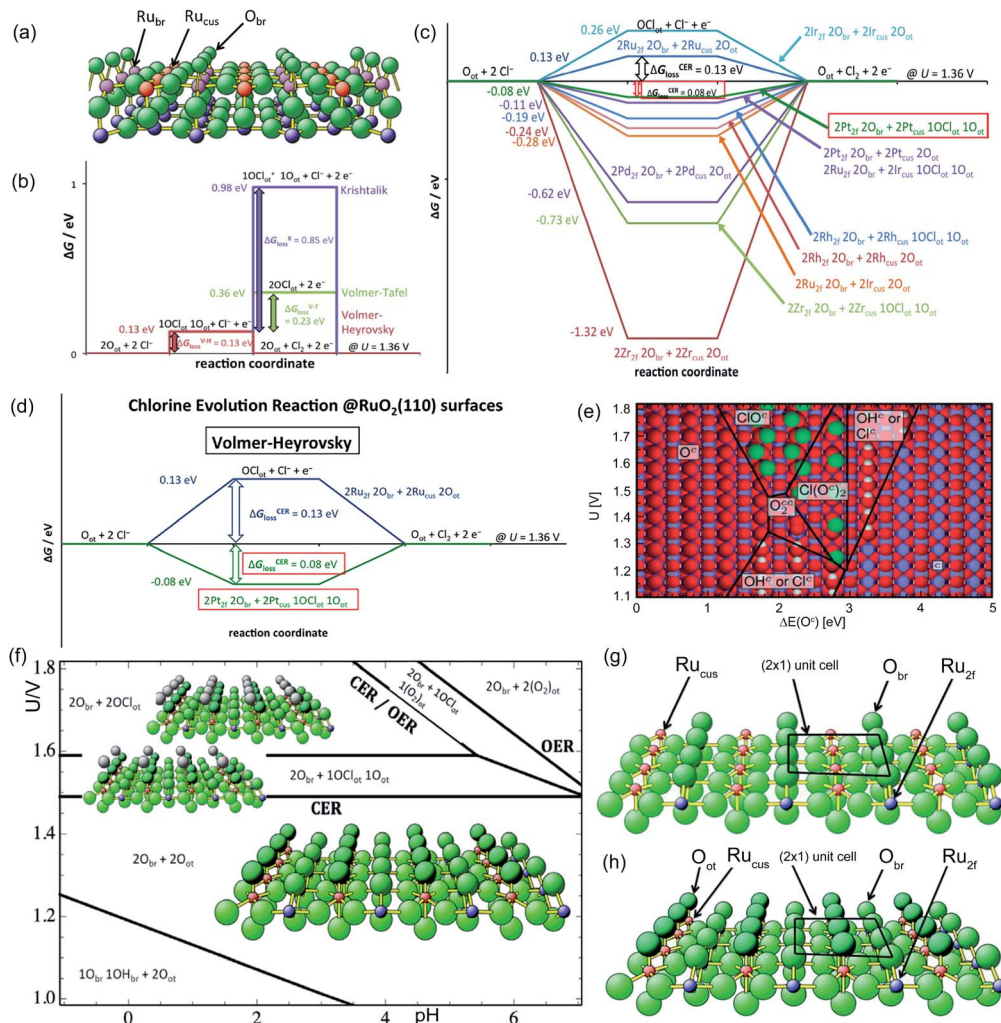 (a)
Ru_br
Ru_cus
O_br
(b)
ΔG / eV
1
0
1OCl_ot⁺ 1O_ot + Cl⁻ + 2 e⁻
0.98 eV
Krishtalik
ΔG_loss^K = 0.85 eV
2OCl_ot + 2 e⁻
0.36 eV
Volmer-Tafel
ΔG_loss^V-T
= 0.23 eV
Volmer-
Heyrovsky
1OCl_ot 1O_ot + Cl⁻ + e⁻
0.13 eV
2O_ot + 2 Cl⁻
ΔG_loss^V-H = 0.13 eV
2O_ot + Cl₂ + 2 e⁻
@ U = 1.36 V
reaction coordinate
(c)
ΔG / eV
0.26 eV
OCl_ot + Cl⁻ + e⁻
2Ir_2f 2O_br + 2Ir_cus 2O_ot
2Ru_2f 2O_br + 2Ru_cus 2O_ot
0.13 eV
ΔG_loss^CER = 0.13 eV
O_ot + 2 Cl⁻
O_ot + Cl₂ + 2 e⁻
@ U = 1.36 V
ΔG_loss^CER = 0.08 eV
-0.08 eV
-0.11 eV
-0.19 eV
-0.24 eV
-0.28 eV
2Pt_2f 2O_br + 2Pt_cus 1OCl_ot 1O_ot
2Pt_2f 2O_br + 2Pt_cus 2O_ot
2Ru_2f 2O_br + 2Ir_cus 1OCl_ot 1O_ot
2Pd_2f 2O_br + 2Pd_cus 2O_ot
-0.62 eV
-0.73 eV
2Rh_2f 2O_br + 2Rh_cus 1OCl_ot 1O_ot
2Rh_2f 2O_br + 2Rh_cus 2O_ot
2Ru_2f 2O_br + 2Ir_cus 2O_ot
2Zr_2f 2O_br + 2Zr_cus 1OCl_ot 1O_ot
-1.32 eV
2Zr_2f 2O_br + 2Zr_cus 2O_ot
reaction coordinate
(d)
Chlorine Evolution Reaction @RuO₂(110) surfaces
Volmer-Heyrovsky
ΔG / eV
0.13 eV
OCl_ot + Cl⁻ + e⁻
2Ru_2f 2O_br + 2Ru_cus 2O_ot
ΔG_loss^CER = 0.13 eV
O_ot + 2 Cl⁻
O_ot + Cl₂ + 2 e⁻
@ U = 1.36 V
ΔG_loss^CER = 0.08 eV
-0.08 eV
2Pt_2f 2O_br + 2Pt_cus 1OCl_ot 1O_ot
reaction coordinate
(e)
U [V]
1.8
1.7
1.6
1.5
1.4
1.3
1.2
1.1
ClO^c
OH^c or
Cl^c
O^c
Cl(O^c)₂
O₂^cc
OH^c or Cl^c
c
0 1 2 3 4 5
ΔE(O^c) [eV]
(f)
U/V
1.8
1.6
1.4
1.2
1.0
2O_br + 2OCl_ot
CER / OER
2O_br + 1OCl_ot
1(O₂)_ot
2O_br + 2(O₂)_ot
OER
2O_br + 1OCl_ot 1O_ot
CER
2O_br + 2O_ot
1O_br 1OH_br + 2O_ot
0 2 4 6
pH
(g)
Ru_cus
(2x1) unit cell
O_br
Ru_2f
(h)
O_ot
Ru_cus
(2x1) unit cell
O_br
Ru_2f